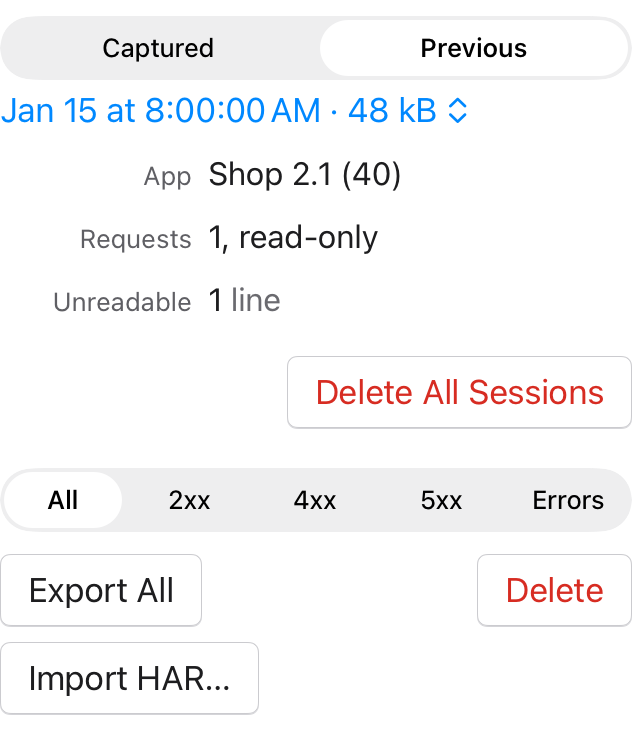 Captured Previous
Jan 15 at 8:00:00 AM · 48 kB
App Shop 2.1 (40)
Requests 1, read-only
Unreadable 1 line
Delete All Sessions
All 2xx 4xx 5xx Errors
Export All Delete
Import HAR...